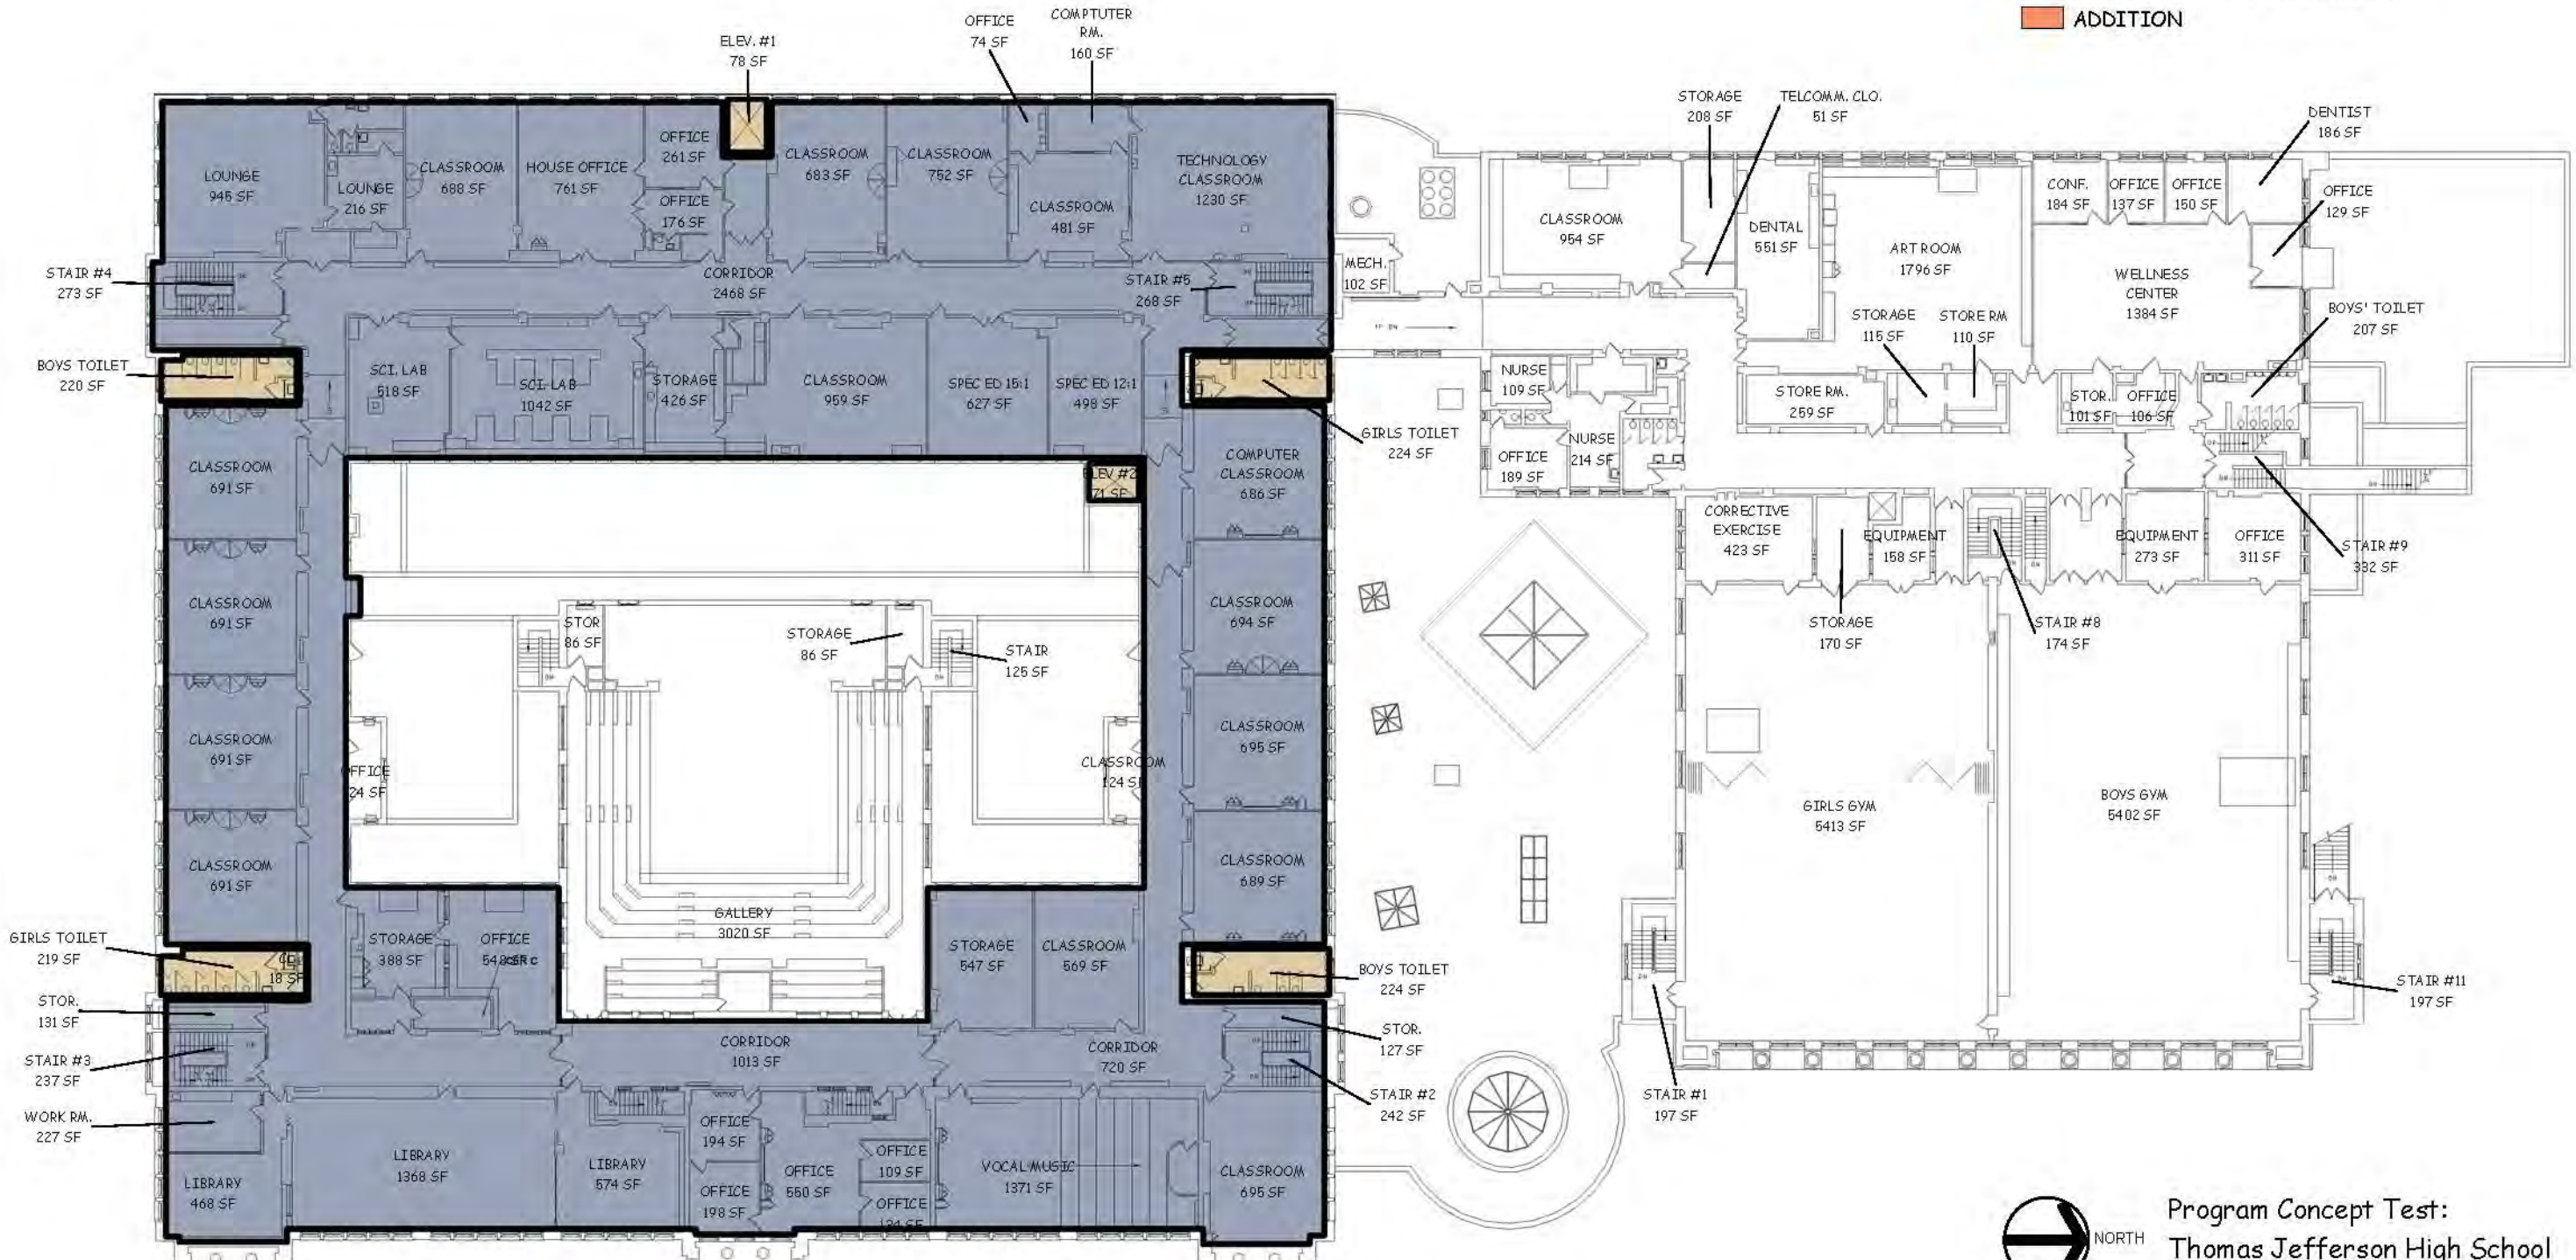 ADDITION
OFFICE
74 SF
COMPTUTER
RM.
160 SF
ELEV. #1
78 SF
LOUNGE
945 SF
LOUNGE
216 SF
CLASSROOM
688 SF
HOUSE OFFICE
761 SF
OFFICE
261 SF
OFFICE
176 SF
CLASSROOM
683 SF
CLASSROOM
752 SF
CLASSROOM
481 SF
TECHNOLOGY
CLASSROOM
1230 SF
STORAGE
208 SF
TELCOMM. CLO.
51 SF
DENTIST
186 SF
CLASSROOM
954 SF
DENTAL
551 SF
ART ROOM
1796 SF
CONF.
184 SF
OFFICE
137 SF
OFFICE
150 SF
OFFICE
129 SF
WELLNESS
CENTER
1384 SF
BOYS' TOILET
207 SF
MECH.
102 SF
STORAGE
115 SF
STORE RM
110 SF
STAIR #4
273 SF
CORRIDOR
2468 SF
STAIR #5
268 SF
BOYS TOILET
220 SF
SCI. LAB
518 SF
SCI. LAB
1042 SF
STORAGE
426 SF
CLASSROOM
959 SF
SPEC ED 15:1
627 SF
SPEC ED 12:1
498 SF
GIRLS TOILET
224 SF
NURSE
109 SF
OFFICE
189 SF
NURSE
214 SF
STORE RM.
259 SF
STOR.
101 SF
OFFICE
106 SF
CLASSROOM
691 SF
COMPUTER
CLASSROOM
686 SF
ELEV #2
71 SF
CORRECTIVE
EXERCISE
423 SF
EQUIPMENT
158 SF
EQUIPMENT
273 SF
OFFICE
311 SF
STAIR #9
332 SF
CLASSROOM
691 SF
STOR
86 SF
STORAGE
86 SF
STAIR
125 SF
CLASSROOM
694 SF
STORAGE
170 SF
STAIR #8
174 SF
CLASSROOM
691 SF
OFFICE
24 SF
CLASSROOM
124 SF
CLASSROOM
695 SF
GIRLS GYM
5413 SF
BOYS GYM
5402 SF
CLASSROOM
691 SF
CLASSROOM
689 SF
GIRLS TOILET
219 SF
18 SF
STORAGE
388 SF
OFFICE
GALLERY
3020 SF
STORAGE
547 SF
CLASSROOM
569 SF
BOYS TOILET
224 SF
STAIR #11
197 SF
STOR.
131 SF
STOR.
127 SF
STAIR #3
237 SF
CORRIDOR
1013 SF
CORRIDOR
720 SF
STAIR #2
242 SF
STAIR #1
197 SF
WORK RM.
227 SF
LIBRARY
468 SF
LIBRARY
1368 SF
LIBRARY
574 SF
OFFICE
194 SF
OFFICE
198 SF
OFFICE
550 SF
OFFICE
109 SF
OFFICE
VOCAL MUSIC
1371 SF
CLASSROOM
695 SF
NORTH
Program Concept Test:
Thomas Jefferson High School